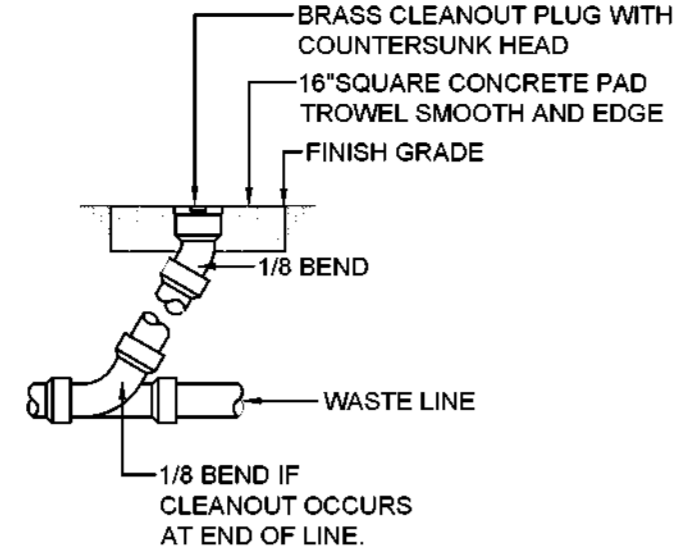 BRASS CLEANOUT PLUG WITH
COUNTERSUNK HEAD
16"SQUARE CONCRETE PAD
TROWEL SMOOTH AND EDGE
FINISH GRADE
1/8 BEND
WASTE LINE
1/8 BEND IF
CLEANOUT OCCURS
AT END OF LINE.